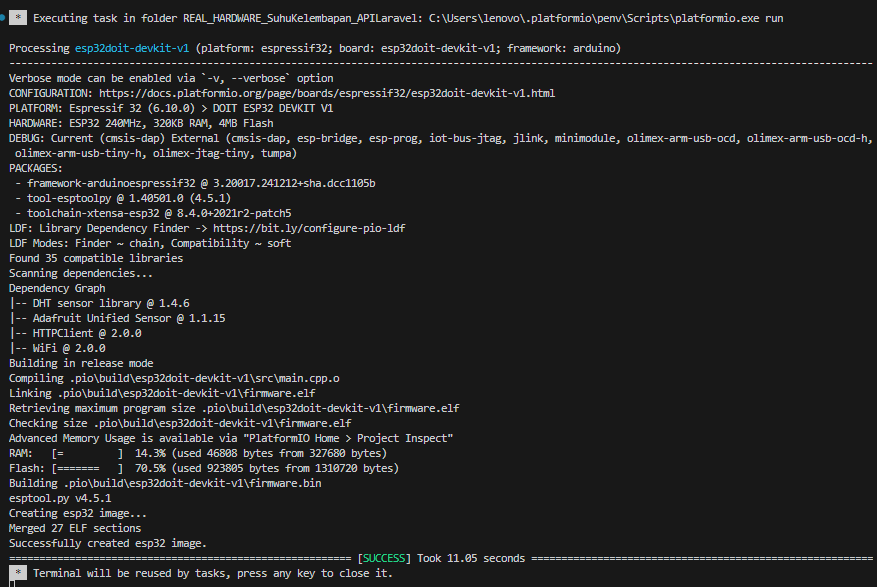 * Executing task in folder REAL_HARDWARE_SuhuKelembapan_APILaravel: C:\Users\lenovo\.platformio\penv\Scripts\platformio.exe run
Processing esp32doit-devkit-v1 (platform: espressif32; board: esp32doit-devkit-v1; framework: arduino)
--------------------------------------------------------------------------------------------------------------------------------------------
Verbose mode can be enabled via `-v, --verbose` option
CONFIGURATION: https://docs.platformio.org/page/boards/espressif32/esp32doit-devkit-v1.html
PLATFORM: Espressif 32 (6.10.0) > DOIT ESP32 DEVKIT V1
HARDWARE: ESP32 240MHz, 320KB RAM, 4MB Flash
DEBUG: Current (cmsis-dap) External (cmsis-dap, esp-bridge, esp-prog, iot-bus-jtag, jlink, minimodule, olimex-arm-usb-ocd, olimex-arm-usb-ocd-h,
olimex-arm-usb-tiny-h, olimex-jtag-tiny, tumpa)
PACKAGES:
- framework-arduinoespressif32 @ 3.20017.241212+sha.dcc1105b
- tool-esptoolpy @ 1.40501.0 (4.5.1)
- toolchain-xtensa-esp32 @ 8.4.0+2021r2-patch5
LDF: Library Dependency Finder -> https://bit.ly/configure-pio-ldf
LDF Modes: Finder ~ chain, Compatibility ~ soft
Found 35 compatible libraries
Scanning dependencies...
Dependency Graph
|-- DHT sensor library @ 1.4.6
|-- Adafruit Unified Sensor @ 1.1.15
|-- HTTPClient @ 2.0.0
|-- WiFi @ 2.0.0
Building in release mode
Compiling .pio\build\esp32doit-devkit-v1\src\main.cpp.o
Linking .pio\build\esp32doit-devkit-v1\firmware.elf
Retrieving maximum program size .pio\build\esp32doit-devkit-v1\firmware.elf
Checking size .pio\build\esp32doit-devkit-v1\firmware.elf
Advanced Memory Usage is available via "PlatformIO Home > Project Inspect"
RAM:   [=         ]  14.3% (used 46808 bytes from 327680 bytes)
Flash: [=======   ]  70.5% (used 923805 bytes from 1310720 bytes)
Building .pio\build\esp32doit-devkit-v1\firmware.bin
esptool.py v4.5.1
Creating esp32 image...
Merged 27 ELF sections
Successfully created esp32 image.
========================================================= [SUCCESS] Took 11.05 seconds =========================================================
* Terminal will be reused by tasks, press any key to close it.